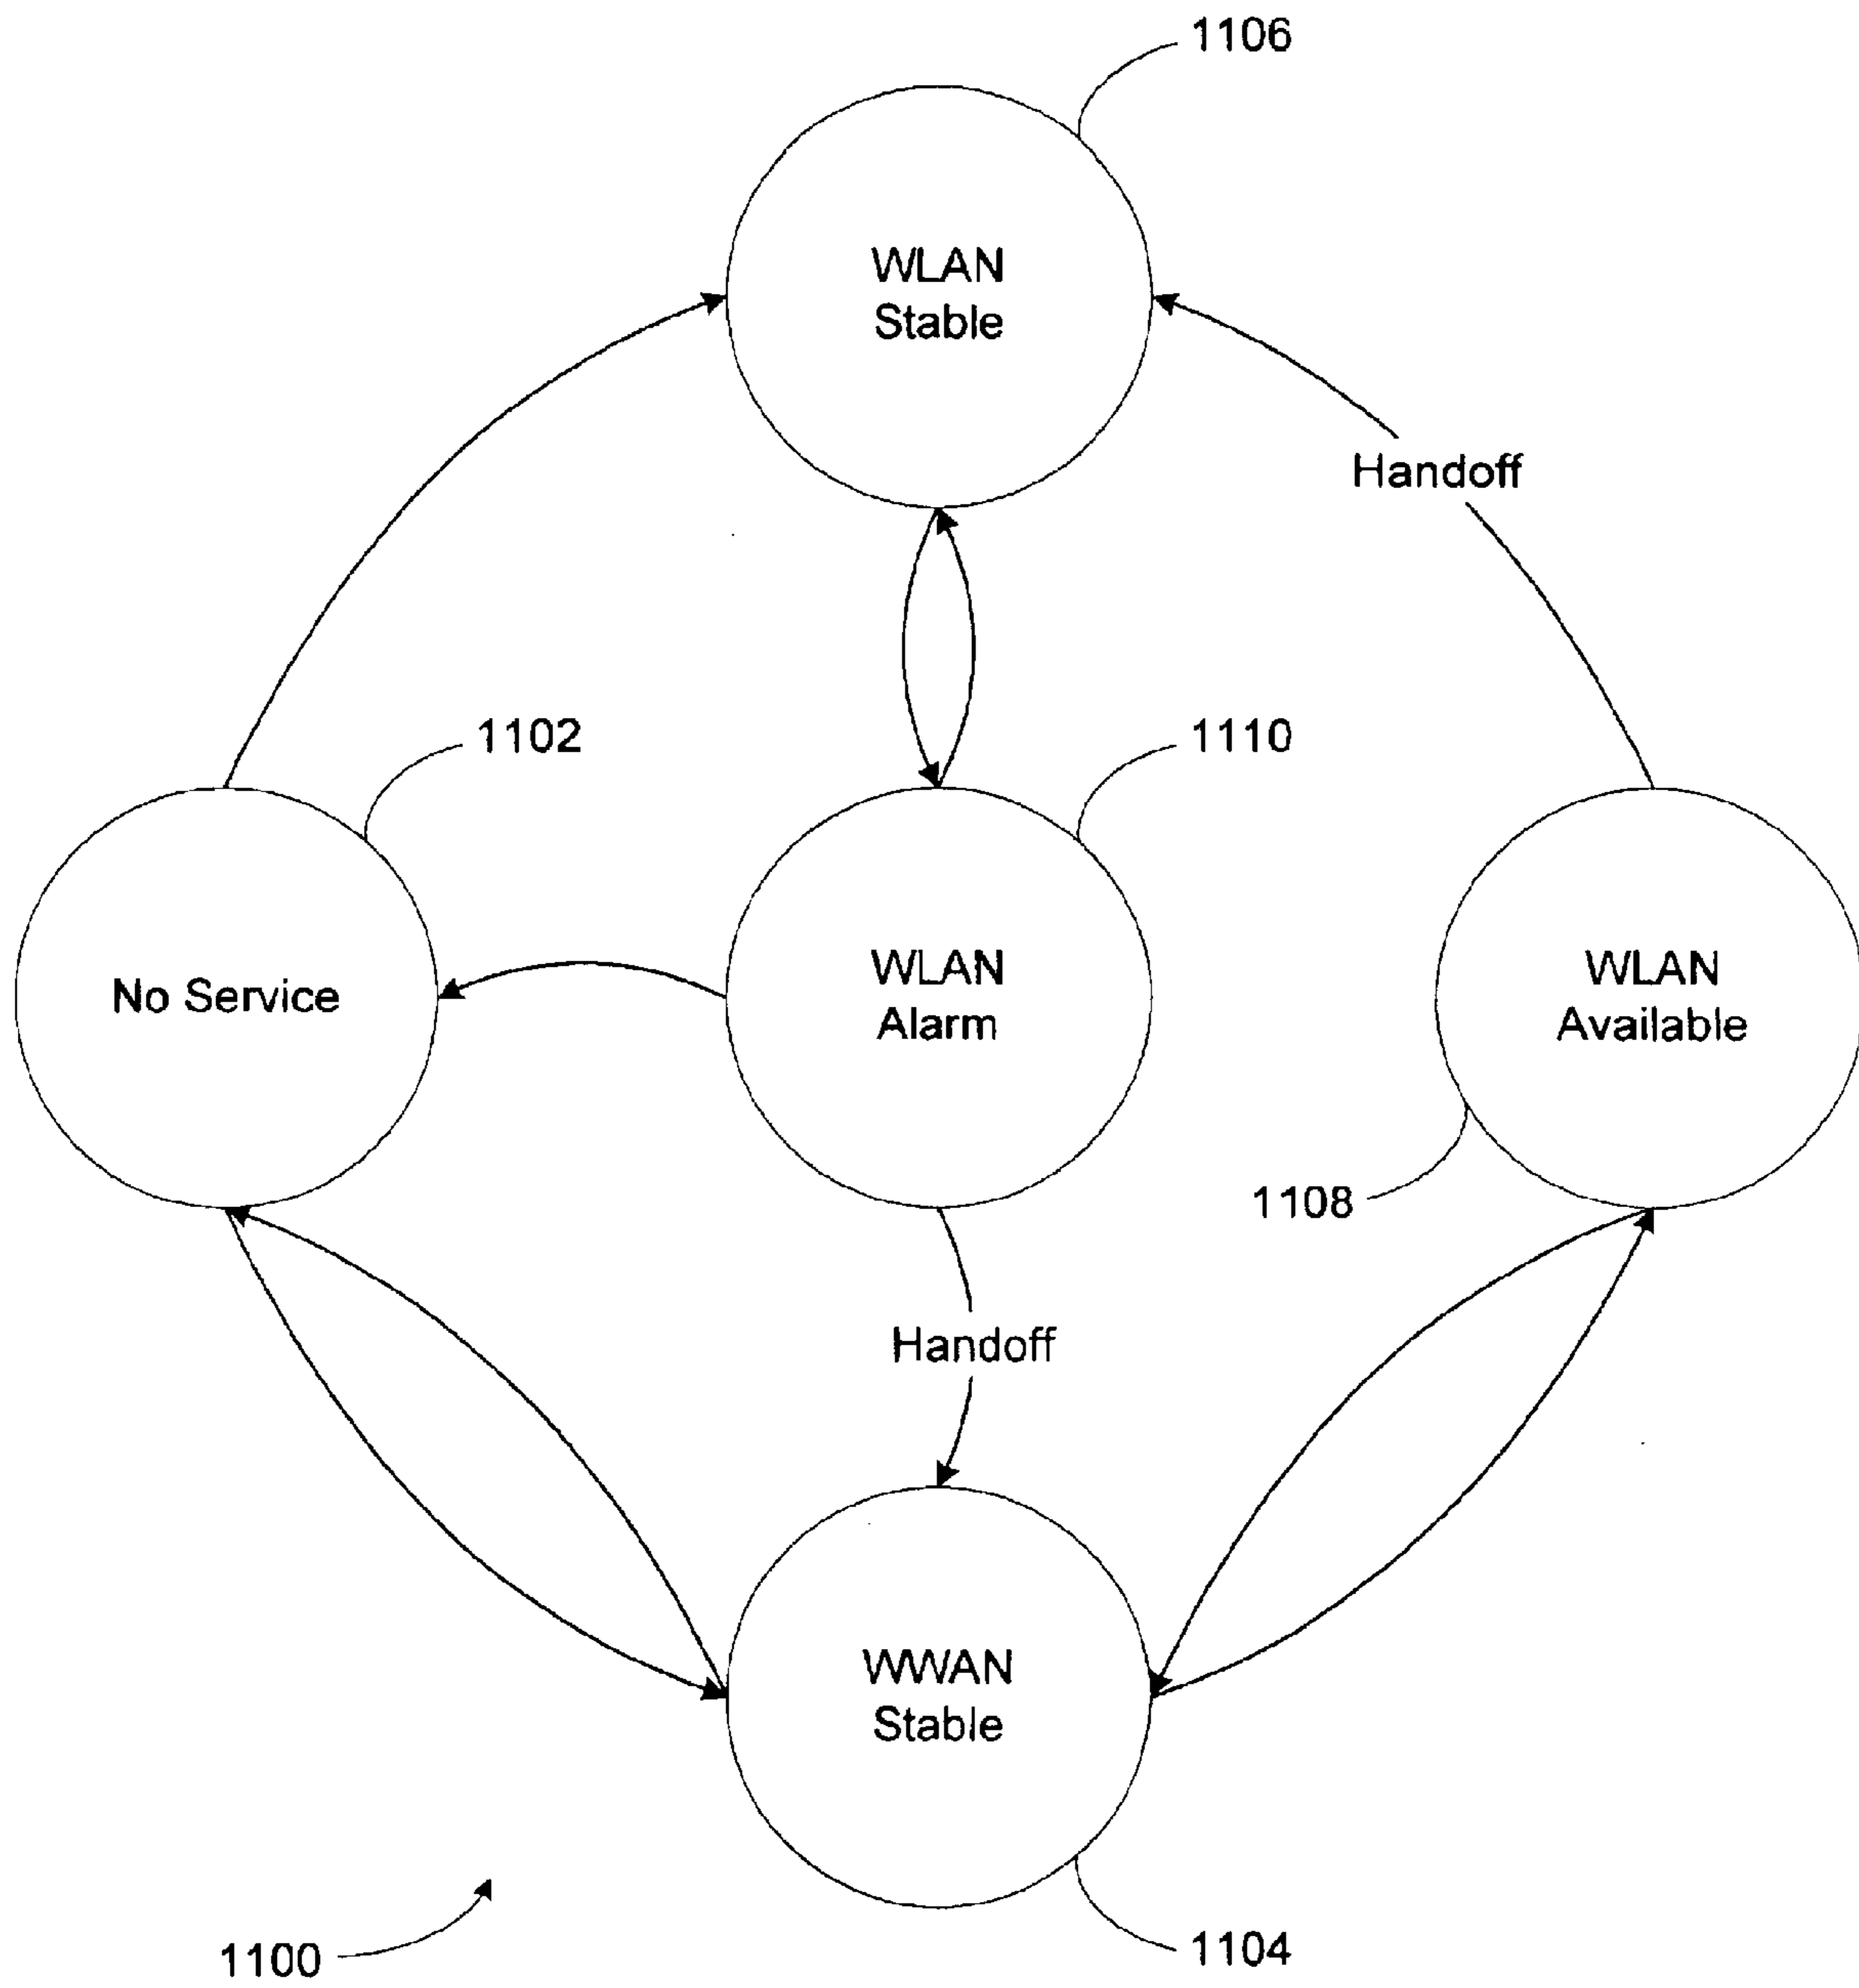 1106
WLAN
Stable
Handoff
1102
1110
No Service
WLAN
Alarm
WLAN
Available
1108
Handoff
WWAN
Stable
1100
1104